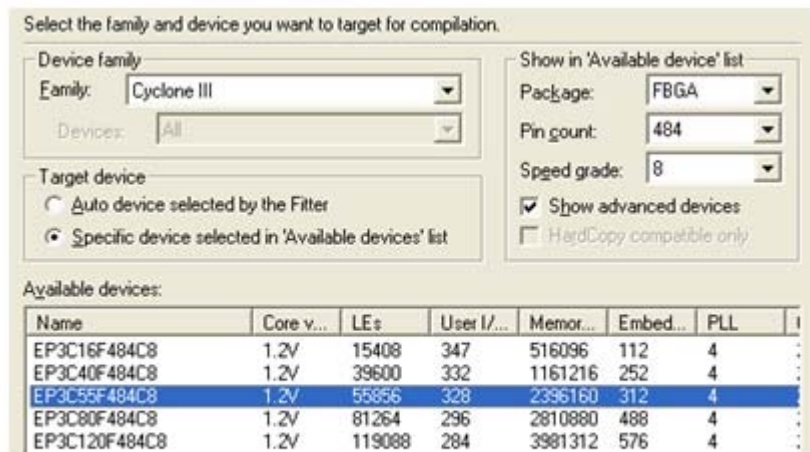 Select the family and device you want to target for compilation.
Device family
Family: Cyclone III
Devices: All
Target device
Auto device selected by the Fitter
Specific device selected in 'Available devices' list
Show in 'Available device' list
Package: FBGA
Pin count: 484
Speed grade: 8
Show advanced devices
HardCopy compatible only
Available devices:
Name Core v... LEs User I/... Memor... Embed... PLL
EP3C16F484C8 1.2V 15408 347 516096 112 4
EP3C40F484C8 1.2V 39600 332 1161216 252 4
EP3C55F484C8 1.2V 55856 328 2396160 312 4
EP3C80F484C8 1.2V 81264 296 2810880 488 4
EP3C120F484C8 1.2V 119088 284 3981312 576 4